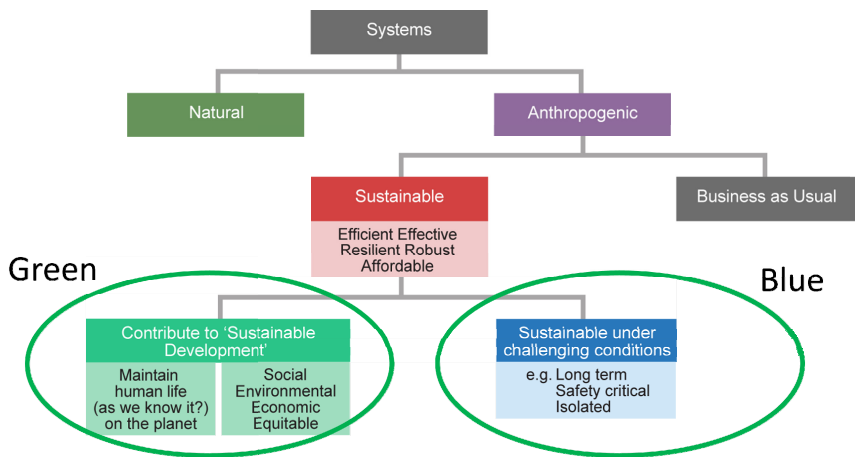 Systems
Natural
Anthropogenic
Sustainable
Business as Usual
Efficient Effective
Resilient Robust
Affordable
Green
Blue
Contribute to 'Sustainable
Development'
Maintain
human life
(as we know it?)
on the planet
Social
Environmental
Economic
Equitable
Sustainable under
challenging conditions
e.g. Long term
Safety critical
Isolated